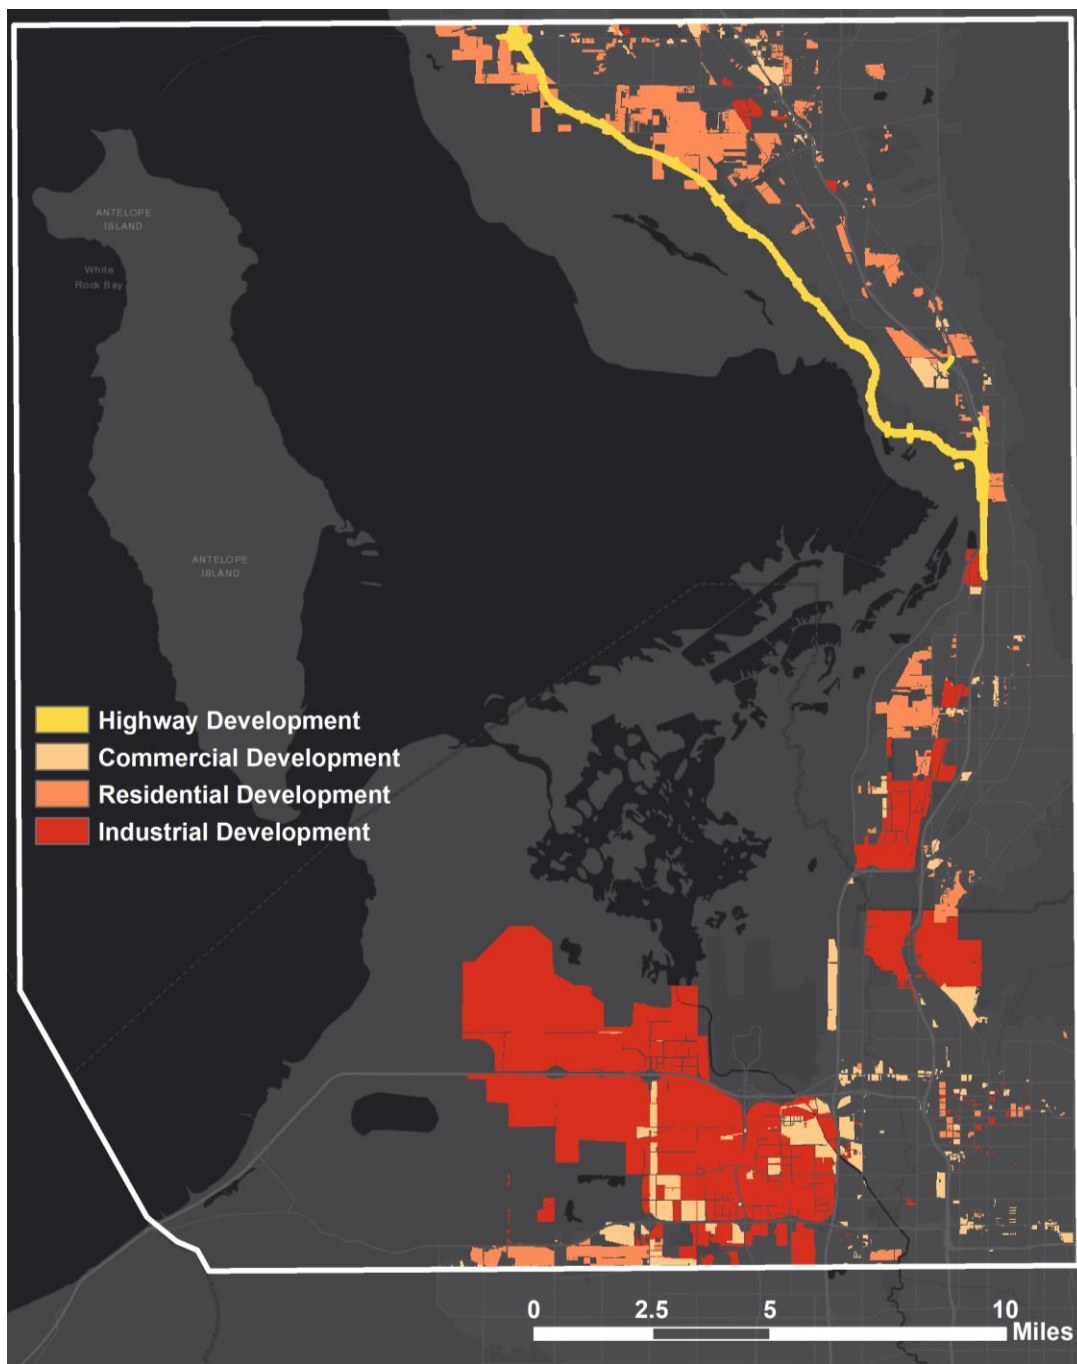 ANTELOPE
ISLAND
White
Rock Bay
ANTELOPE
ISLAND
Highway Development
Commercial Development
Residential Development
Industrial Development
0 2.5 5 10
Miles